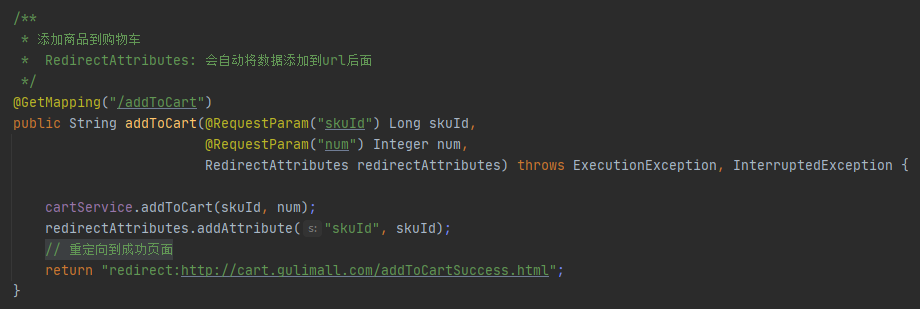 /**
 * 添加商品到购物车
 *  RedirectAttributes: 会自动将数据添加到url后面
 */
@GetMapping("/addToCart")
public String addToCart(@RequestParam("skuId") Long skuId,
                        @RequestParam("num") Integer num,
                        RedirectAttributes redirectAttributes) throws ExecutionException, InterruptedException {
    cartService.addToCart(skuId, num);
    redirectAttributes.addAttribute( s: "skuId", skuId);
    // 重定向到成功页面
    return "redirect:http://cart.gulimall.com/addToCartSuccess.html";
}